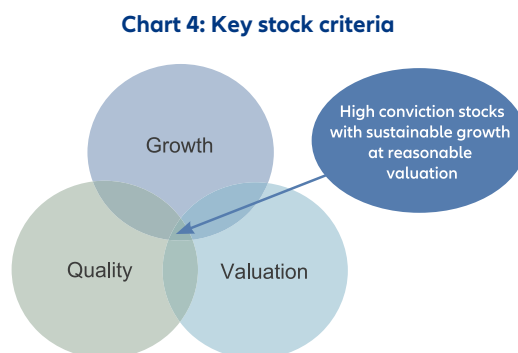 Chart 4: Key stock criteria
Growth
High conviction stocks
with sustainable growth
at reasonable
valuation
Quality
Valuation